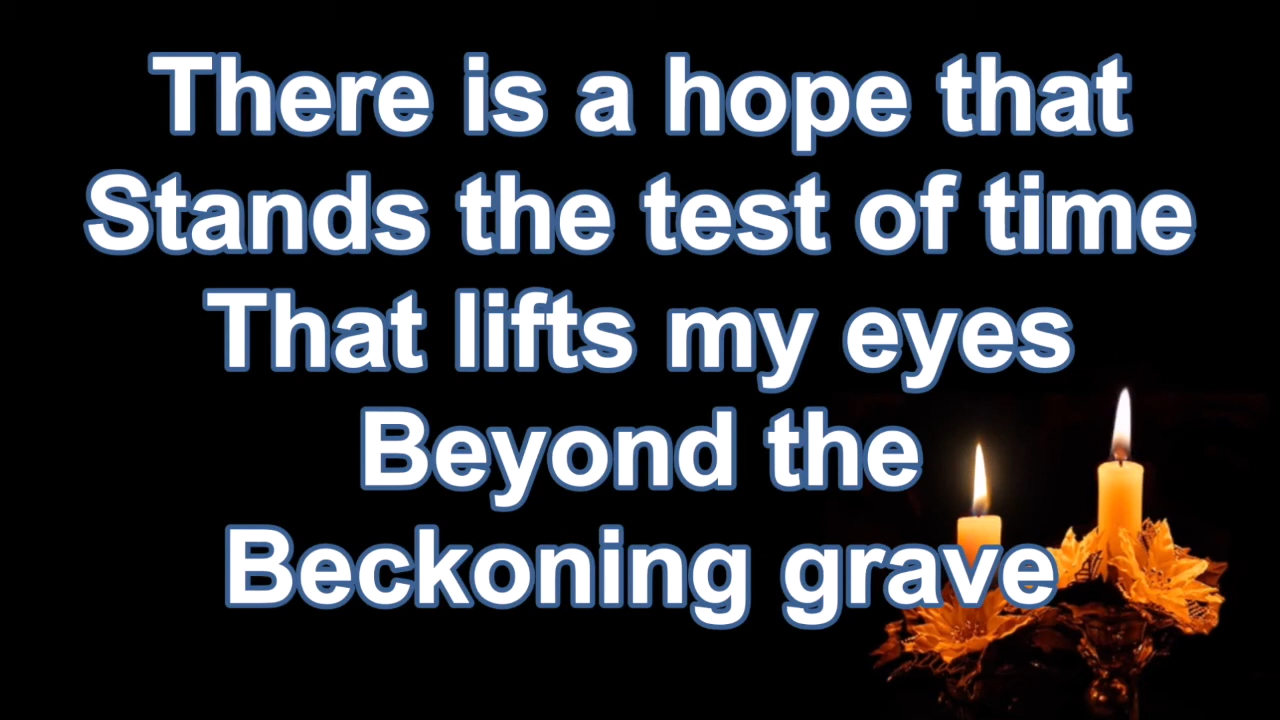 There is a hope that
Stands the test of time
That lifts my eyes
Beyond the
Beckoning grave